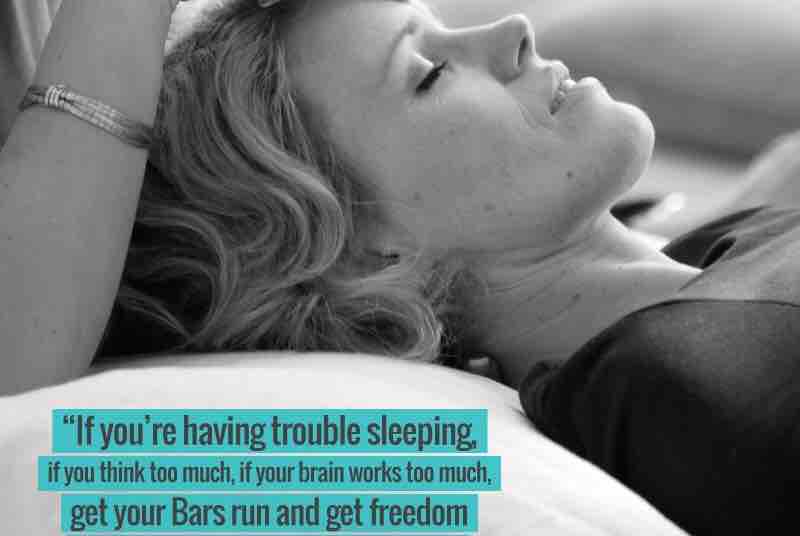 “If you’re having trouble sleeping,
if you think too much, if your brain works too much,
get your Bars run and get freedom